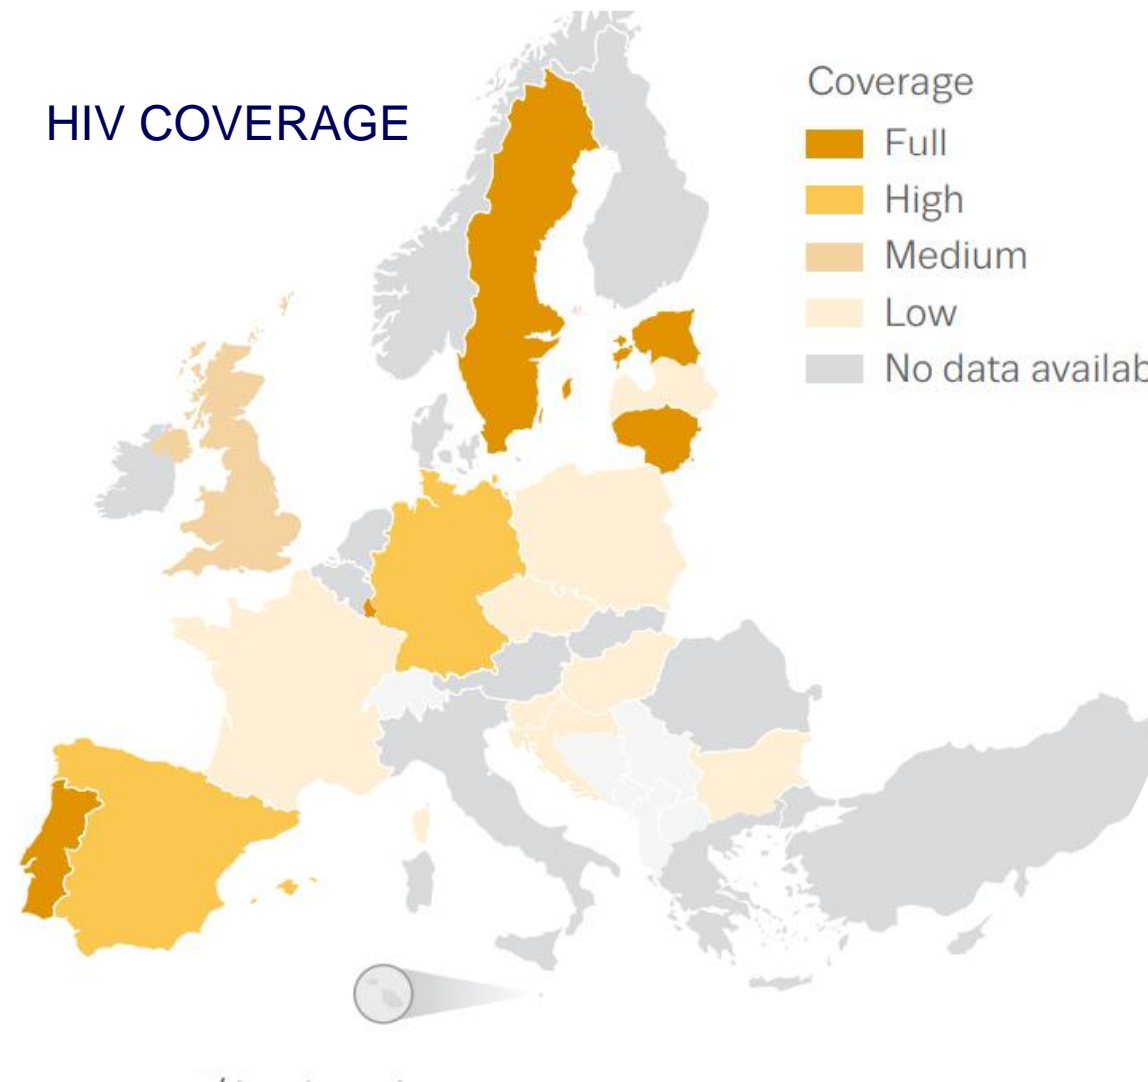 HIV COVERAGE
Coverage
Full
High
Medium
Low
No data availab